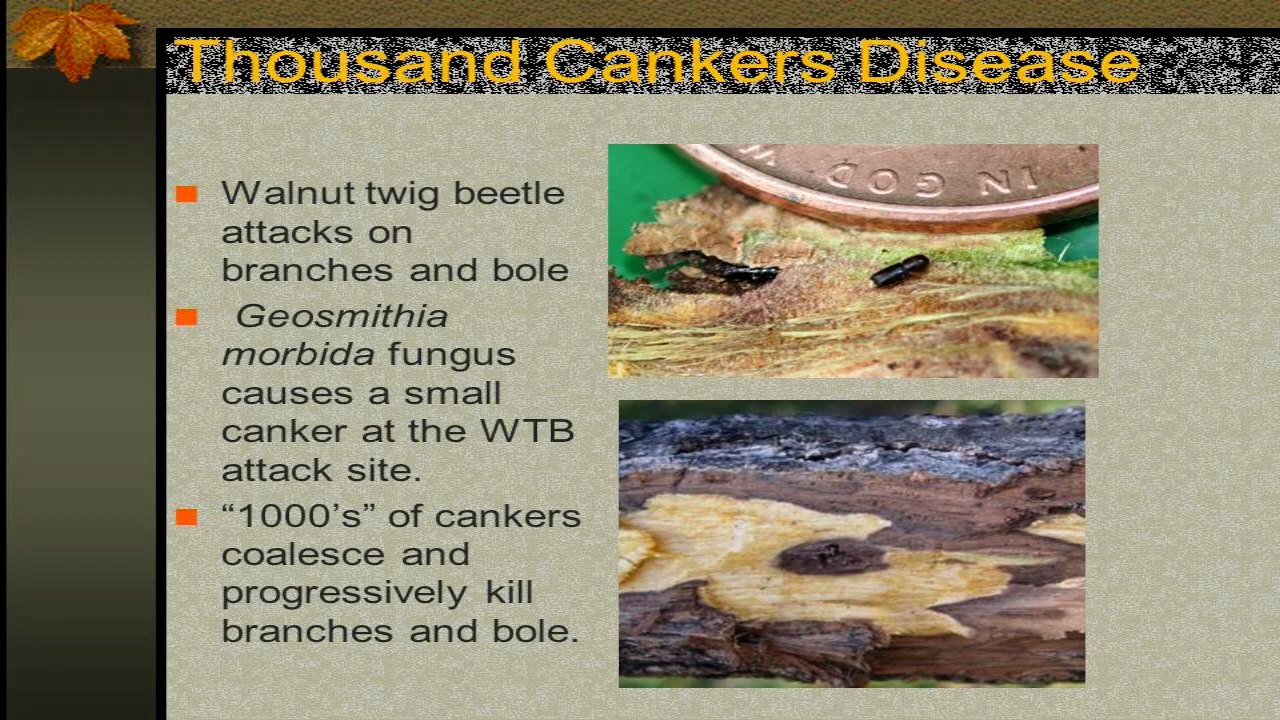 Thousand Cankers Disease
Walnut twig beetle
attacks on
branches and bole
Geosmithia
morbida fungus
causes a small
canker at the WTB
attack site.
“1000’s” of cankers
coalesce and
progressively kill
branches and bole.
IN GOD W